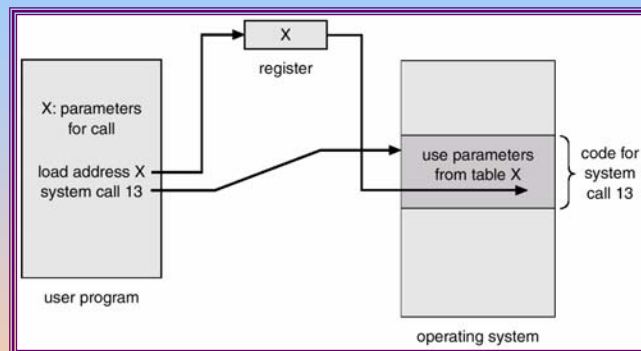 X
register
X: parameters
for call
load address X
system call 13
user program
use parameters
from table X
code for
system
call 13
operating system